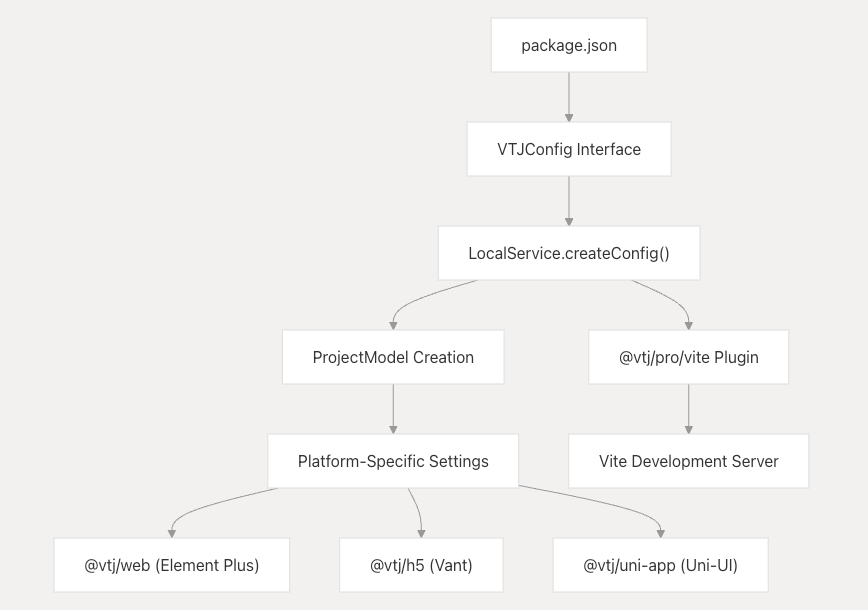 package.json
VTJConfig Interface
LocalService.createConfig()
ProjectModel Creation
@vtj/pro/vite Plugin
Platform-Specific Settings
Vite Development Server
@vtj/web (Element Plus)
@vtj/h5 (Vant)
@vtj/uni-app (Uni-UI)